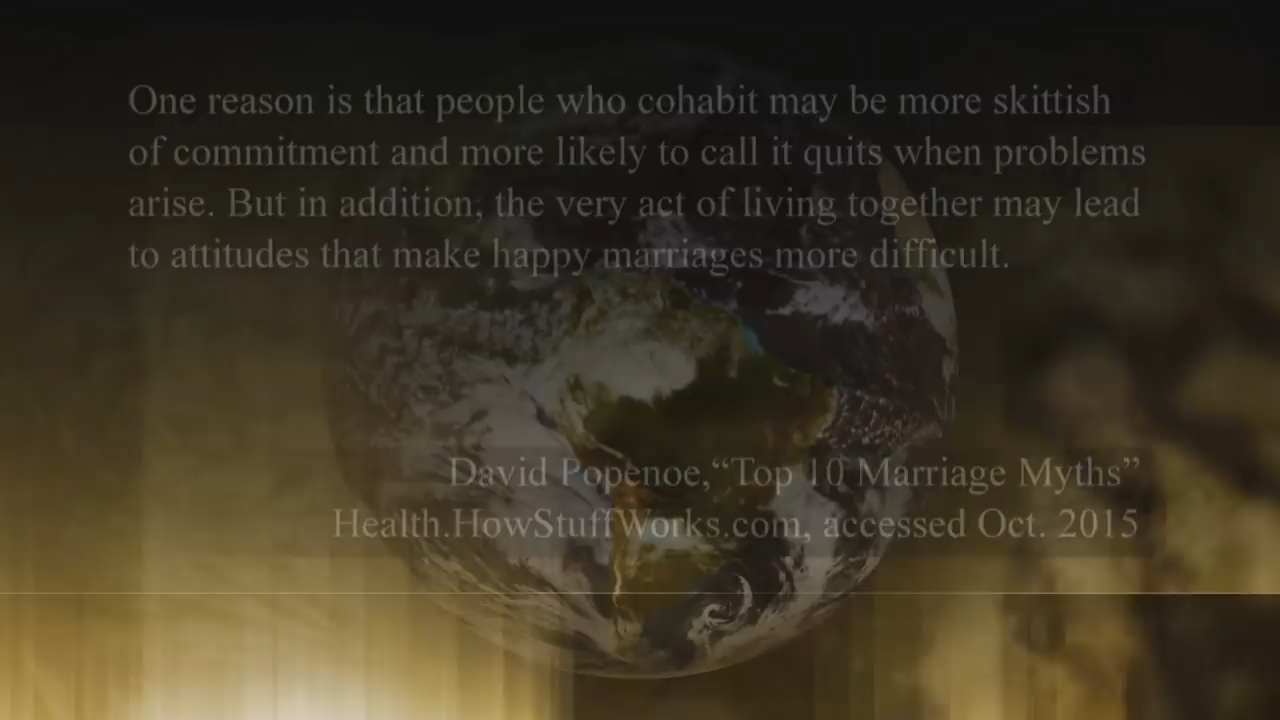 One reason is that people who cohabit may be more skittish
of commitment and more likely to call it quits when problems
arise. But in addition, the very act of living together may lead
to attitudes that make happy marriages more difficult.
David Popenoe,“Top 10 Marriage Myths”
Health.HowStuffWorks.com, accessed Oct. 2015